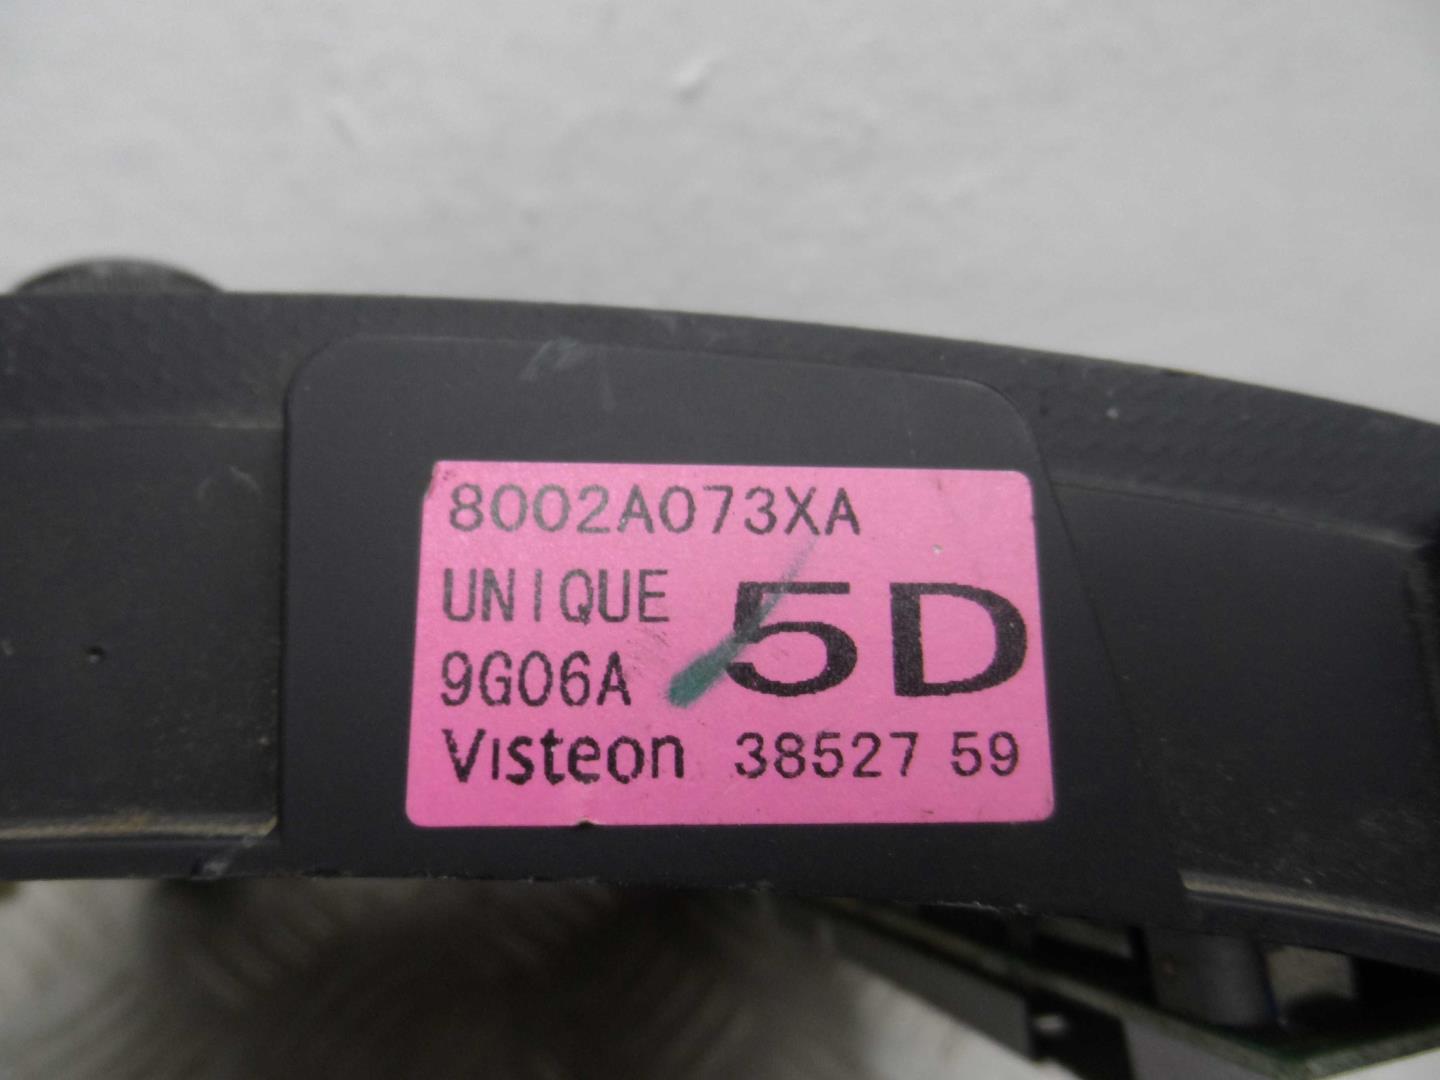 8002A073XA
UNIQUE
5D
9G06A
Visteon 38527 59